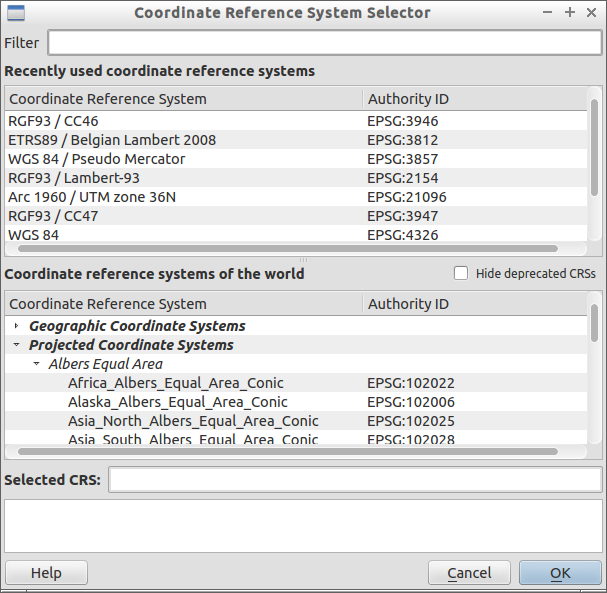 Coordinate Reference System Selector
Filter
Recently used coordinate reference systems
Coordinate Reference System Authority ID
RGF93 / CC46 EPSG:3946
ETRS89 / Belgian Lambert 2008 EPSG:3812
WGS 84 / Pseudo Mercator EPSG:3857
RGF93 / Lambert-93 EPSG:2154
Arc 1960 / UTM zone 36N EPSG:21096
RGF93 / CC47 EPSG:3947
WGS 84 EPSG:4326
Coordinate reference systems of the world Hide deprecated CRSs
Coordinate Reference System Authority ID
Geographic Coordinate Systems
Projected Coordinate Systems
Albers Equal Area
Africa_Albers_Equal_Area_Conic EPSG:102022
Alaska_Albers_Equal_Area_Conic EPSG:102006
Asia_North_Albers_Equal_Area_Conic EPSG:102025
Asia_South_Albers_Equal_Area_Conic EPSG:102028
Selected CRS:
Help Cancel OK